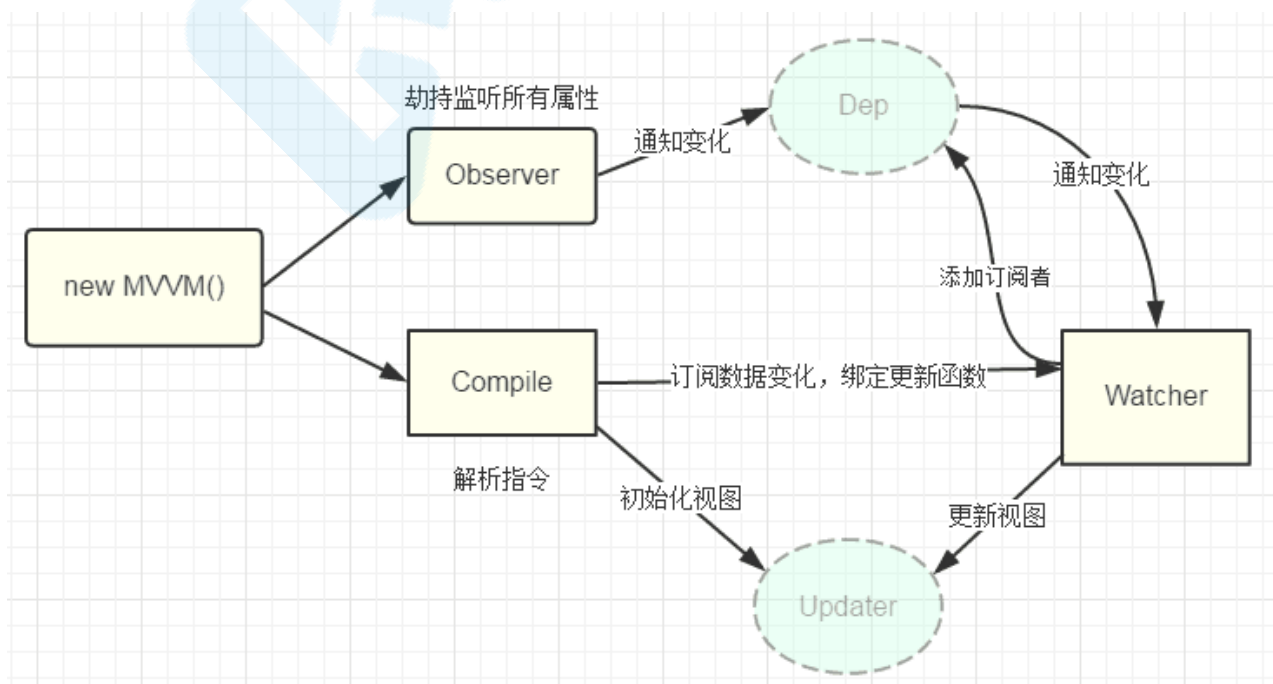 劫持监听所有属性
Dep
Observer
通知变化
通知变化
new MVVM()
添加订阅者
Compile
订阅数据变化，绑定更新函数
Watcher
解析指令
初始化视图
更新视图
Updater